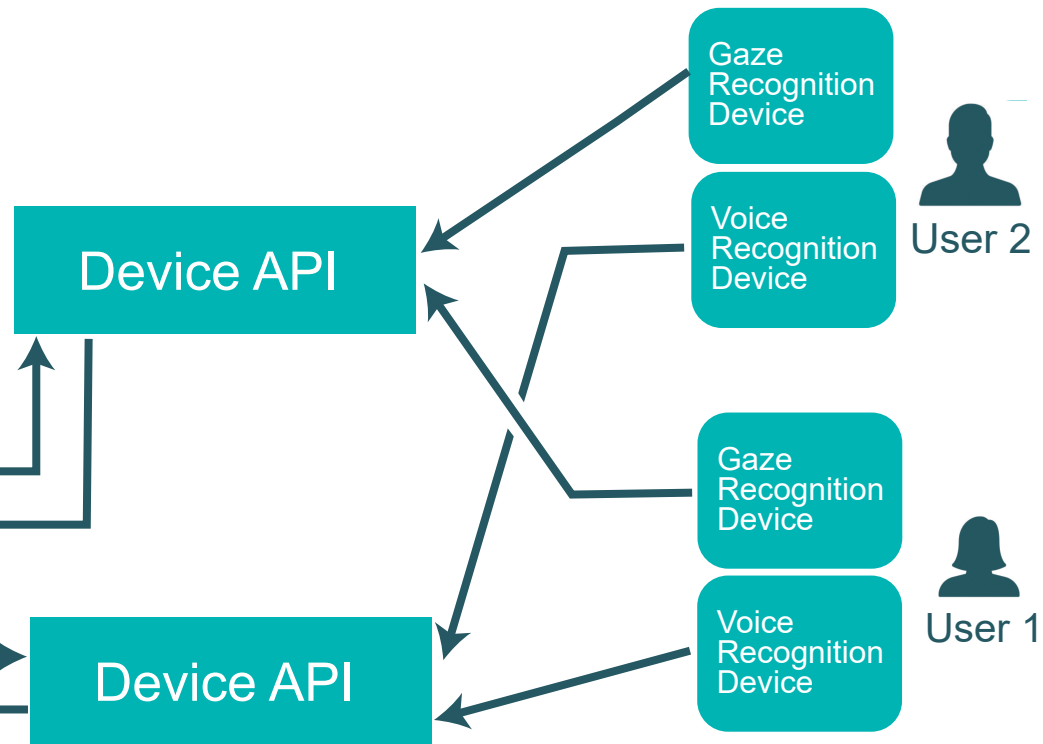 Gaze
Recognition
Device
Voice
Recognition
Device
User 2
Device API
Gaze
Recognition
Device
Voice
Recognition
Device
User 1
Device API